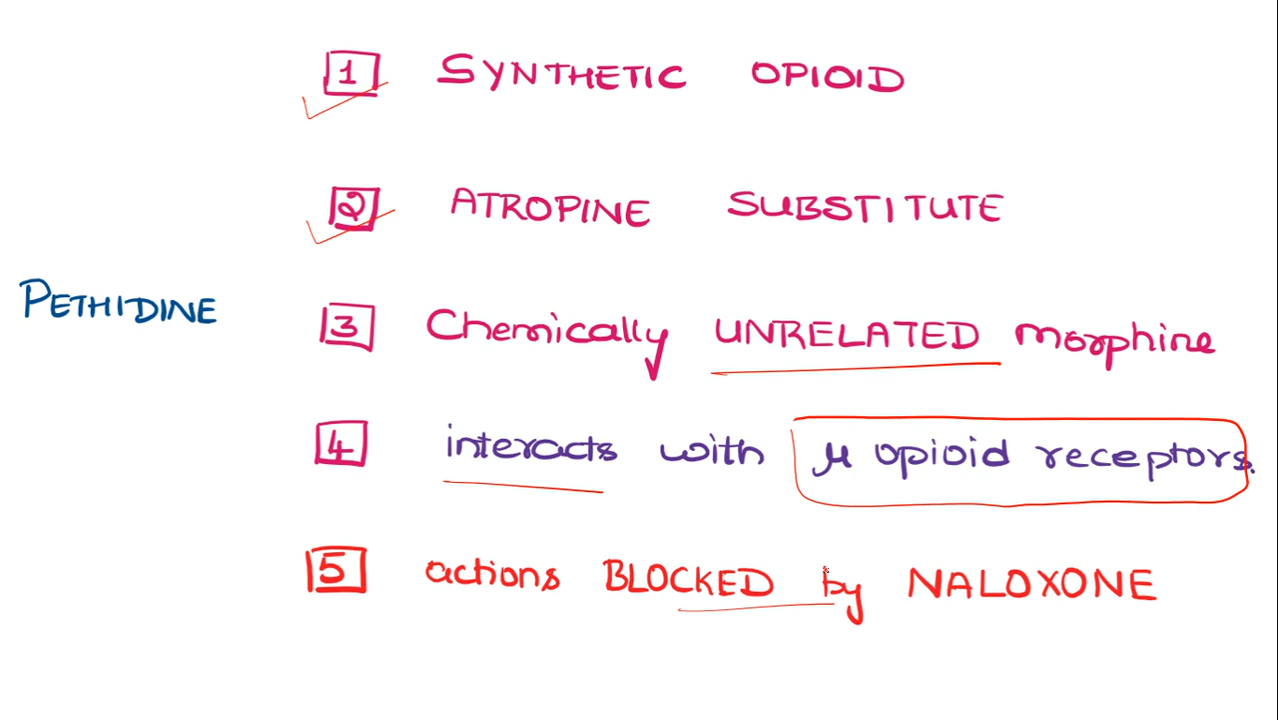 1 SYNTHETIC OPIOID
2 ATROPINE SUBSTITUTE
PETHIDINE
3 Chemically UNRELATED morphine
4 interacts with μ opioid receptors.
5 actions BLOCKED by NALOXONE